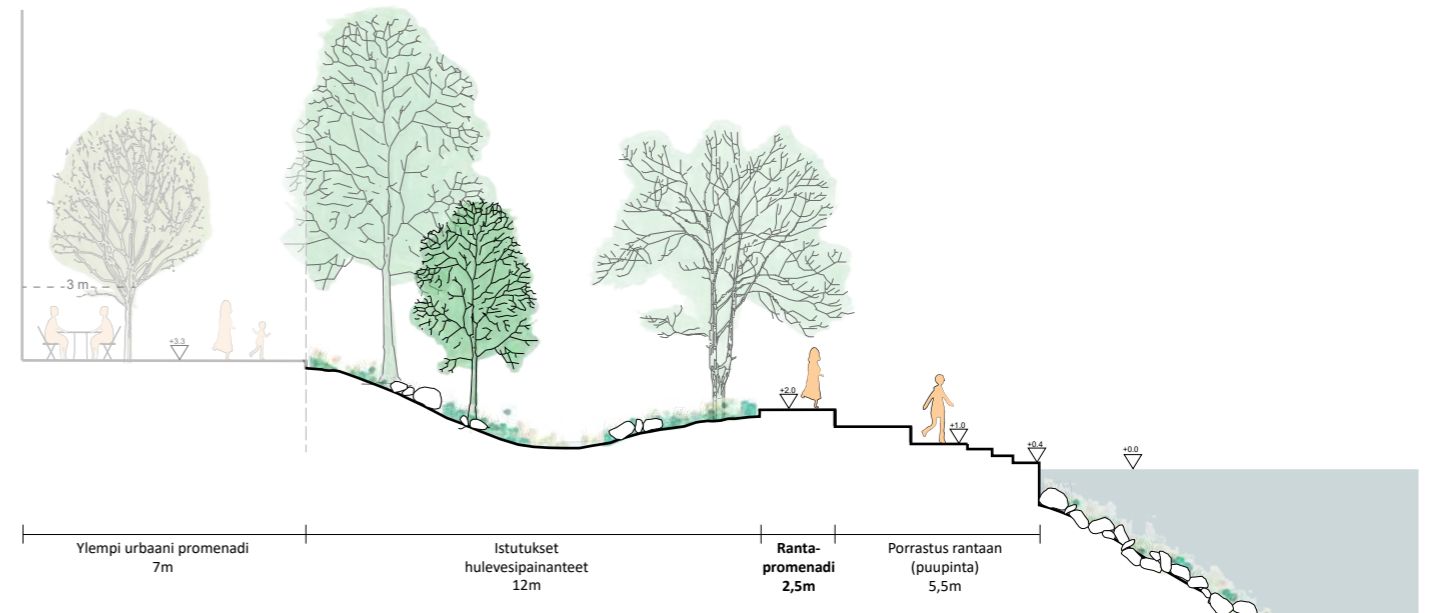 3 m
+3.3
+2.0
+1.0
+0.4
+0.0
Ylempi urbaani promenadi
7m
Istutukset
hulevesipainanteet
12m
Ranta-
promenadi
2,5m
Porrastus rantaan
(puupinta)
5,5m